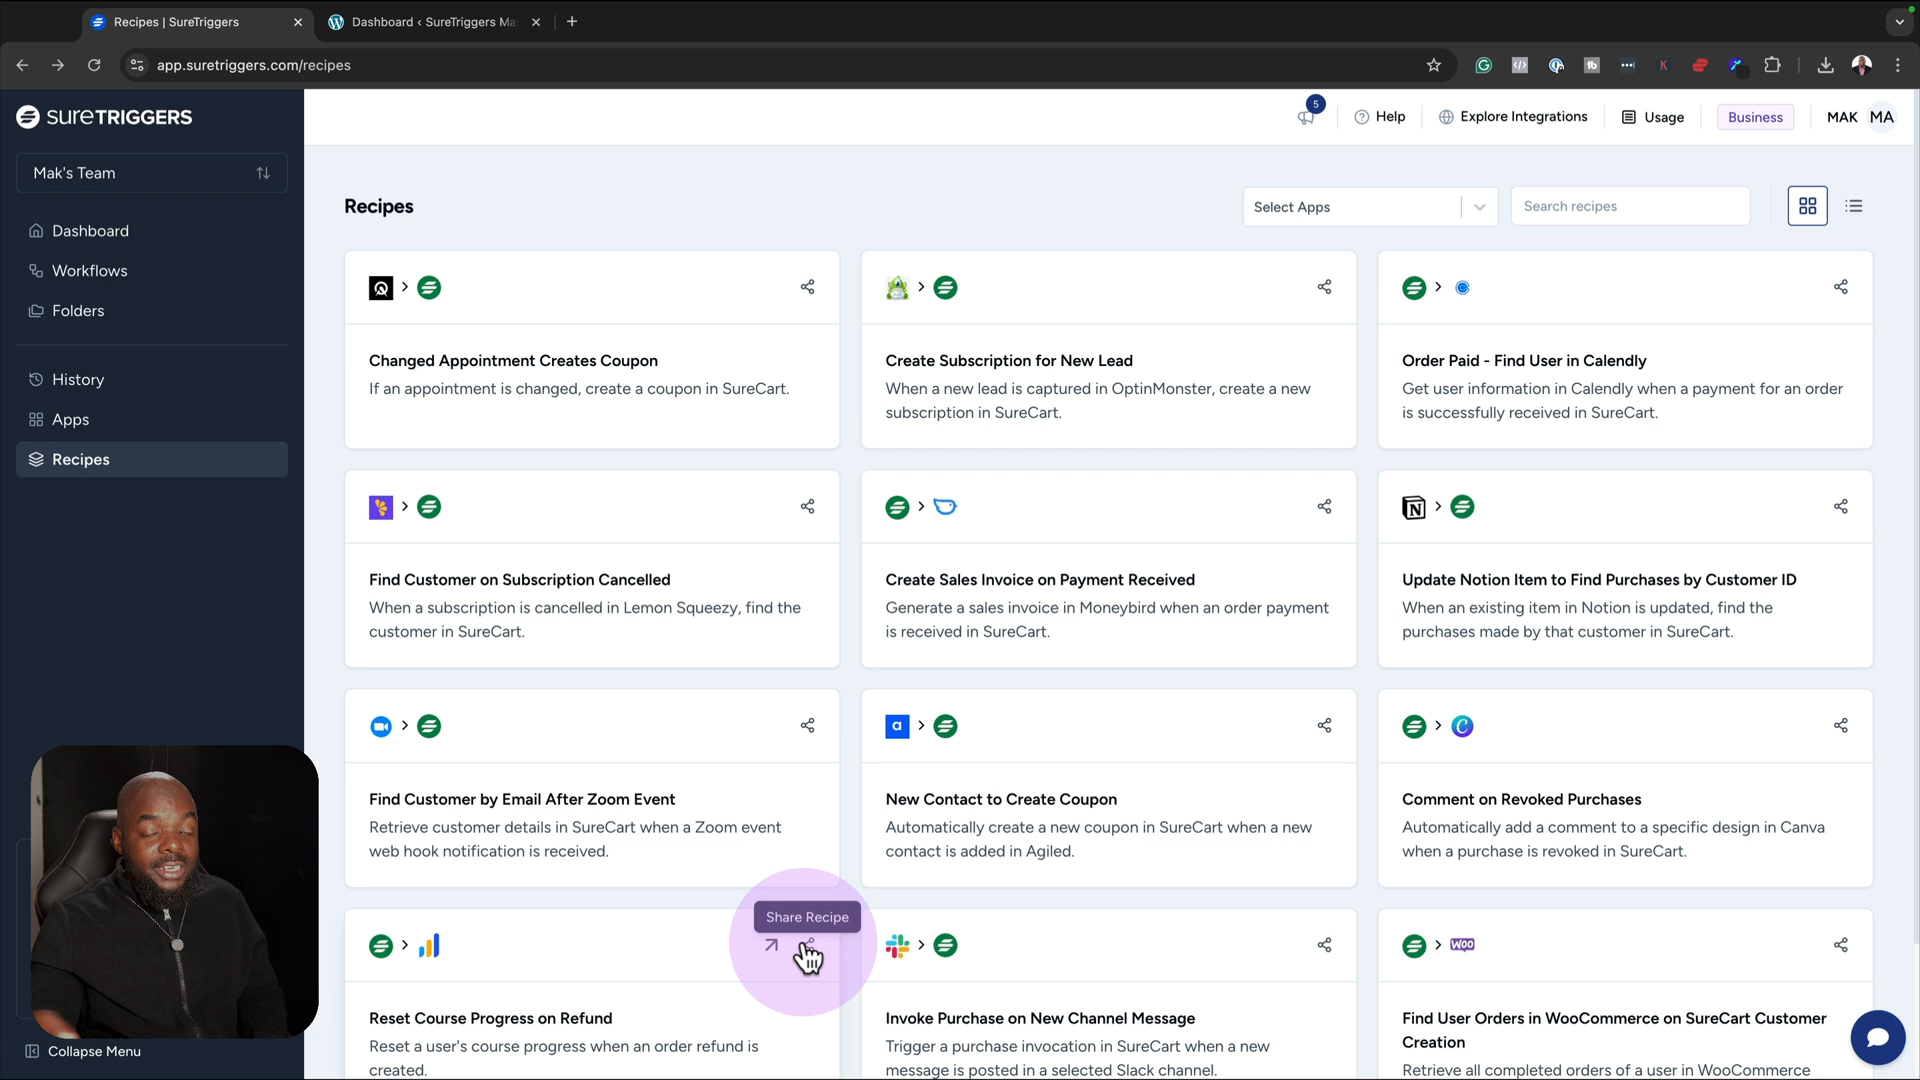 Recipes | SureTriggers
Dashboard ‹ SureTriggers Ma
app.suretriggers.com/recipes
sureTRIGGERS
5
Help
Explore Integrations
Usage
Business
MAK
MA
Mak's Team
Dashboard
Workflows
Folders
History
Apps
Recipes
Collapse Menu
Recipes
Select Apps
Search recipes
Changed Appointment Creates Coupon
If an appointment is changed, create a coupon in SureCart.
Create Subscription for New Lead
When a new lead is captured in OptinMonster, create a new
subscription in SureCart.
Order Paid - Find User in Calendly
Get user information in Calendly when a payment for an order
is successfully received in SureCart.
Find Customer on Subscription Cancelled
When a subscription is cancelled in Lemon Squeezy, find the
customer in SureCart.
Create Sales Invoice on Payment Received
Generate a sales invoice in Moneybird when an order payment
is received in SureCart.
Update Notion Item to Find Purchases by Customer ID
When an existing item in Notion is updated, find the
purchases made by that customer in SureCart.
Find Customer by Email After Zoom Event
Retrieve customer details in SureCart when a Zoom event
web hook notification is received.
a
New Contact to Create Coupon
Automatically create a new coupon in SureCart when a new
contact is added in Agiled.
C
Comment on Revoked Purchases
Automatically add a comment to a specific design in Canva
when a purchase is revoked in SureCart.
Share Recipe
Reset Course Progress on Refund
Reset a user's course progress when an order refund is
created.
Invoke Purchase on New Channel Message
Trigger a purchase invocation in SureCart when a new
message is posted in a selected Slack channel.
WOO
Find User Orders in WooCommerce on SureCart Customer
Creation
Retrieve all completed orders of a user in WooCommerce